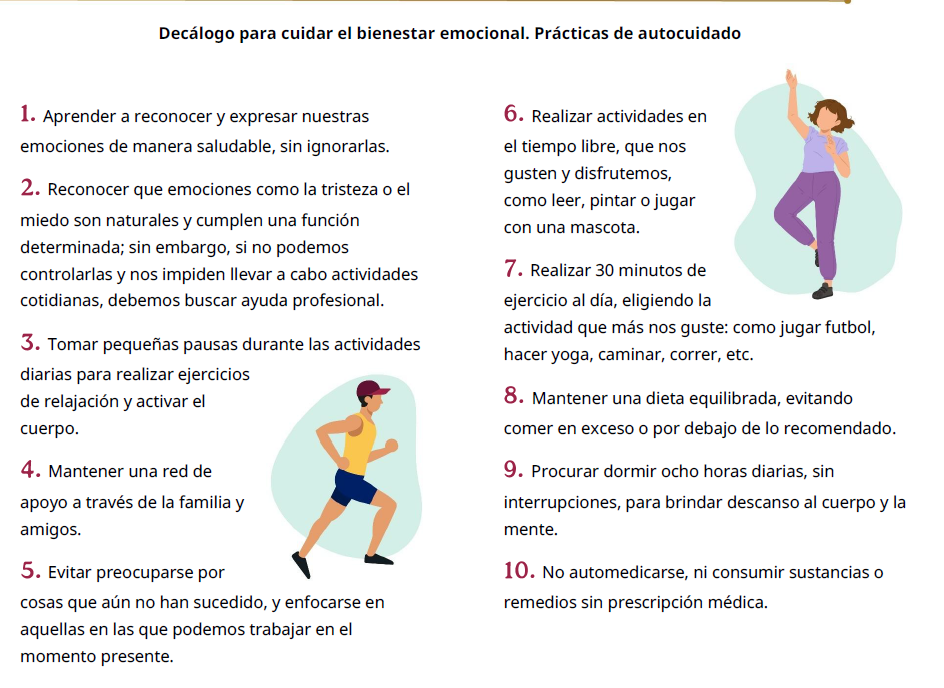 Decálogo para cuidar el bienestar emocional. Prácticas de autocuidado
1. Aprender a reconocer y expresar nuestras
emociones de manera saludable, sin ignorarlas.
2. Reconocer que emociones como la tristeza o el
miedo son naturales y cumplen una función
determinada; sin embargo, si no podemos
controlarlas y nos impiden llevar a cabo actividades
cotidianas, debemos buscar ayuda profesional.
3. Tomar pequeñas pausas durante las actividades
diarias para realizar ejercicios
de relajación y activar el
cuerpo.
4. Mantener una red de
apoyo a través de la familia y
amigos.
5. Evitar preocuparse por
cosas que aún no han sucedido, y enfocarse en
aquellas en las que podemos trabajar en el
momento presente.
6. Realizar actividades en
el tiempo libre, que nos
gusten y disfrutemos,
como leer, pintar o jugar
con una mascota.
7. Realizar 30 minutos de
ejercicio al día, eligiendo la
actividad que más nos guste: como jugar futbol,
hacer yoga, caminar, correr, etc.
8. Mantener una dieta equilibrada, evitando
comer en exceso o por debajo de lo recomendado.
9. Procurar dormir ocho horas diarias, sin
interrupciones, para brindar descanso al cuerpo y la
mente.
10. No automedicarse, ni consumir sustancias o
remedios sin prescripción médica.